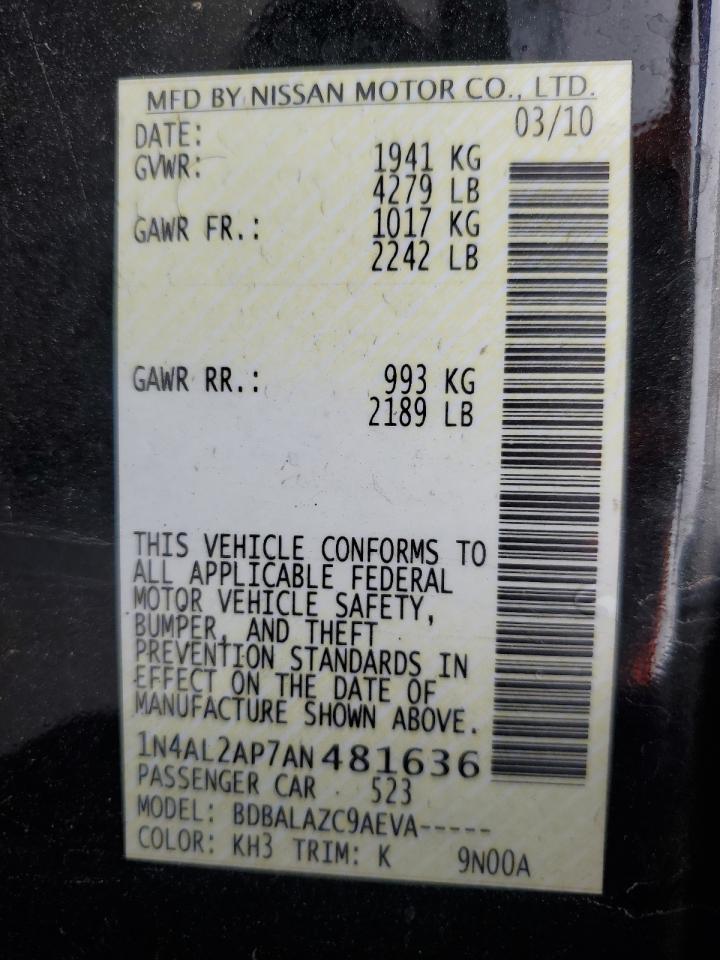 MFD BY NISSAN MOTOR CO., LTD.
DATE: 03/10
GVWR: 1941 KG
4279 LB
GAWR FR.: 1017 KG
2242 LB
GAWR RR.: 993 KG
2189 LB
THIS VEHICLE CONFORMS TO
ALL APPLICABLE FEDERAL
MOTOR VEHICLE SAFETY,
BUMPER, AND THEFT
PREVENTION STANDARDS IN
EFFECT ON THE DATE OF
MANUFACTURE SHOWN ABOVE.
1N4AL2AP7AN481636
PASSENGER CAR 523
MODEL: BDBALAZC9AEVA-----
COLOR: KH3 TRIM: K 9N00A